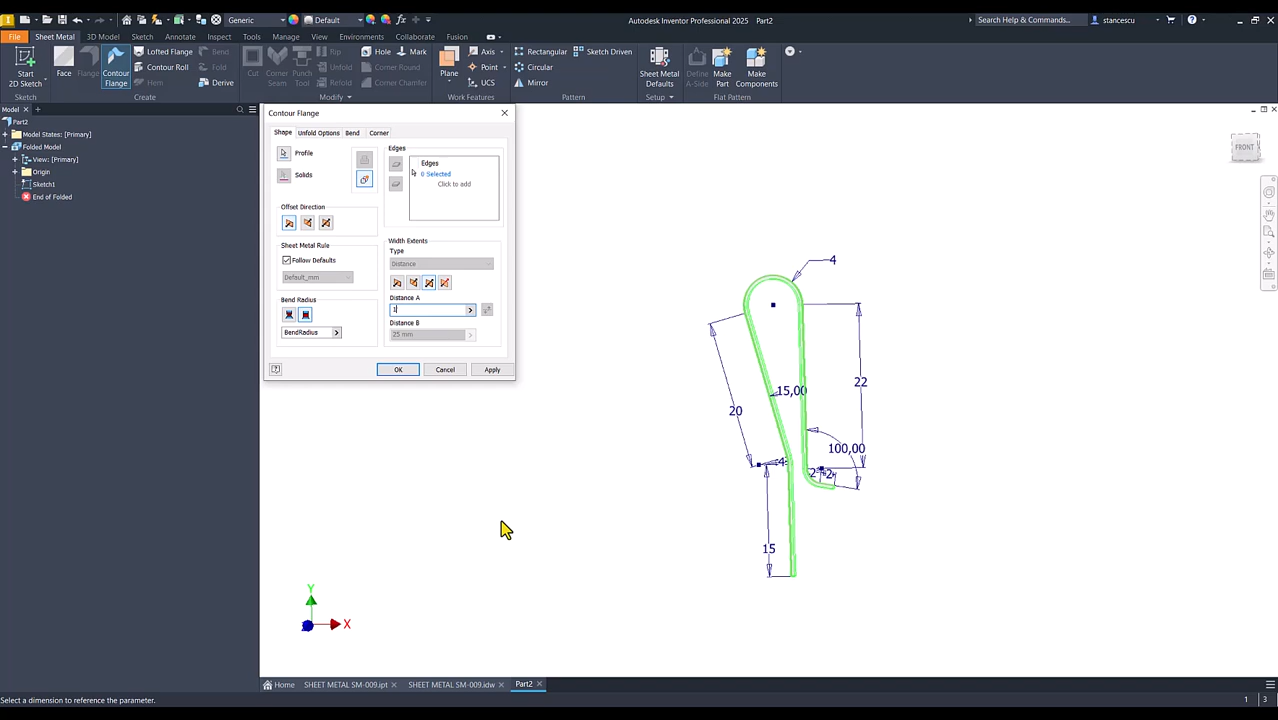 Generic Default Autodesk Inventor Professional 2025 Part2 Search Help & Commands... stancescu
File Sheet Metal 3D Model Sketch Annotate Inspect Tools Manage View Environments Collaborate Fusion
Start 2D Sketch Face Flange Contour Flange Lofted Flange Contour Roll Hem Bend Fold Derive Cut Corner Seam Punch Tool Rip Unfold Refold Hole Mark Corner Round Corner Chamfer Plane Axis Point UCS Rectangular Circular Mirror Sketch Driven Sheet Metal Defaults Define A-Side Make Part Make Components
Sketch Create Modify Work Features Pattern Setup Flat Pattern
Model
Part2
Model States: [Primary]
Folded Model
View: [Primary]
Origin
Sketch1
End of Folded
Contour Flange
Shape Unfold Options Bend Corner
Profile
Solids
Edges
Edges
0 Selected
Click to add
Offset Direction
Sheet Metal Rule
Follow Defaults
Default_mm
Bend Radius
BendRadius
Width Extents
Type
Distance
Distance A
1
Distance B
25 mm
OK Cancel Apply
FRONT
4
22
15,00
20
100,00
4
2 2
15
Y
X
Home SHEET METAL SM-009.ipt SHEET METAL SM-009.idw Part2
Select a dimension to reference the parameter. 1 3